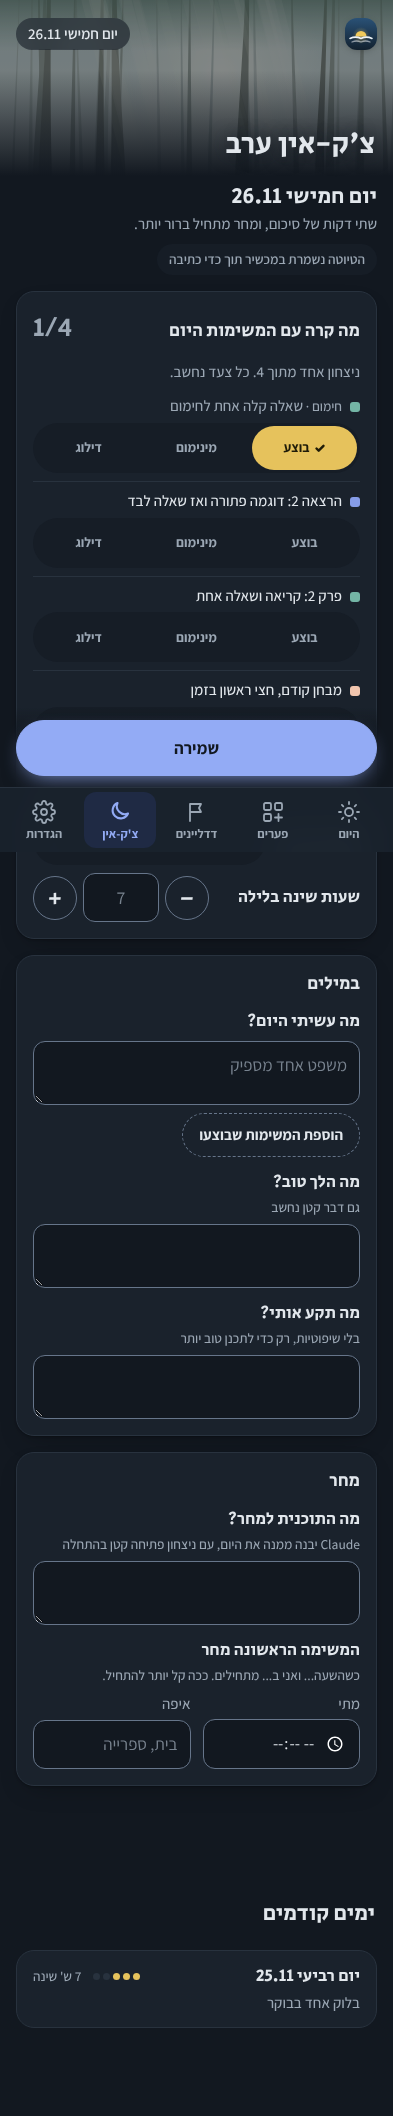 יום חמישי 26.11
צ'ק-אין ערב
יום חמישי 26.11
שתי דקות של סיכום, ומחר מתחיל ברור יותר.
הטיוטה נשמרת במכשיר תוך כדי כתיבה
מה קרה עם המשימות היום
1/4
ניצחון אחד מתוך 4. כל צעד נחשב.
חימום · שאלה קלה אחת לחימום
בוצע
מינימום
דילוג
הרצאה 2: דוגמה פתורה ואז שאלה לבד
בוצע
מינימום
דילוג
פרק 2: קריאה ושאלה אחת
בוצע
מינימום
דילוג
מבחן קודם, חצי ראשון בזמן
שמירה
היום
פערים
דדליינים
צ'ק-אין
הגדרות
שעות שינה בלילה
− 7 +
במילים
מה עשיתי היום?
משפט אחד מספיק
הוספת המשימות שבוצעו
מה הלך טוב?
גם דבר קטן נחשב
מה תקע אותי?
בלי שיפוטיות, רק כדי לתכנן טוב יותר
מחר
מה התוכנית למחר?
Claude יבנה ממנה את היום, עם ניצחון פתיחה קטן בהתחלה
המשימה הראשונה מחר
כשהשעה... ואני ב... מתחילים. ככה קל יותר להתחיל.
מתי
איפה
--:-- --
בית, ספרייה
ימים קודמים
יום רביעי 25.11
7 ש' שינה
בלוק אחד בבוקר